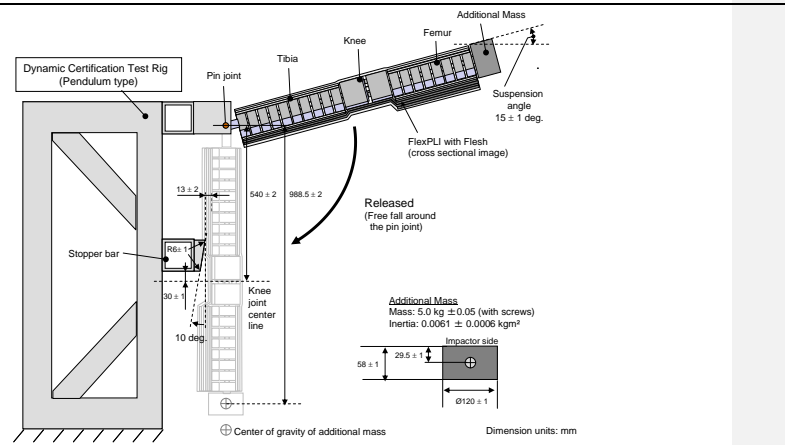 Additional Mass
Femur
Knee
Tibia
Dynamic Certification Test Rig
(Pendulum type)
Pin joint
Suspension
angle
15 ± 1 deg.
FlexPLI with Flesh
(cross sectional image)
13 ± 2
540 ± 2
988.5 ± 2
Released
(Free fall around
the pin joint)
Stopper bar
R6± 1
30 ± 1
Knee
joint
center
line
10 deg.
Additional Mass
Mass: 5.0 kg ±0.05 (with screws)
Inertia: 0.0061 ± 0.0006 kgm²
Impactor side
58 ± 1
29.5 ± 1
Ø120 ± 1
Center of gravity of additional mass
Dimension units: mm